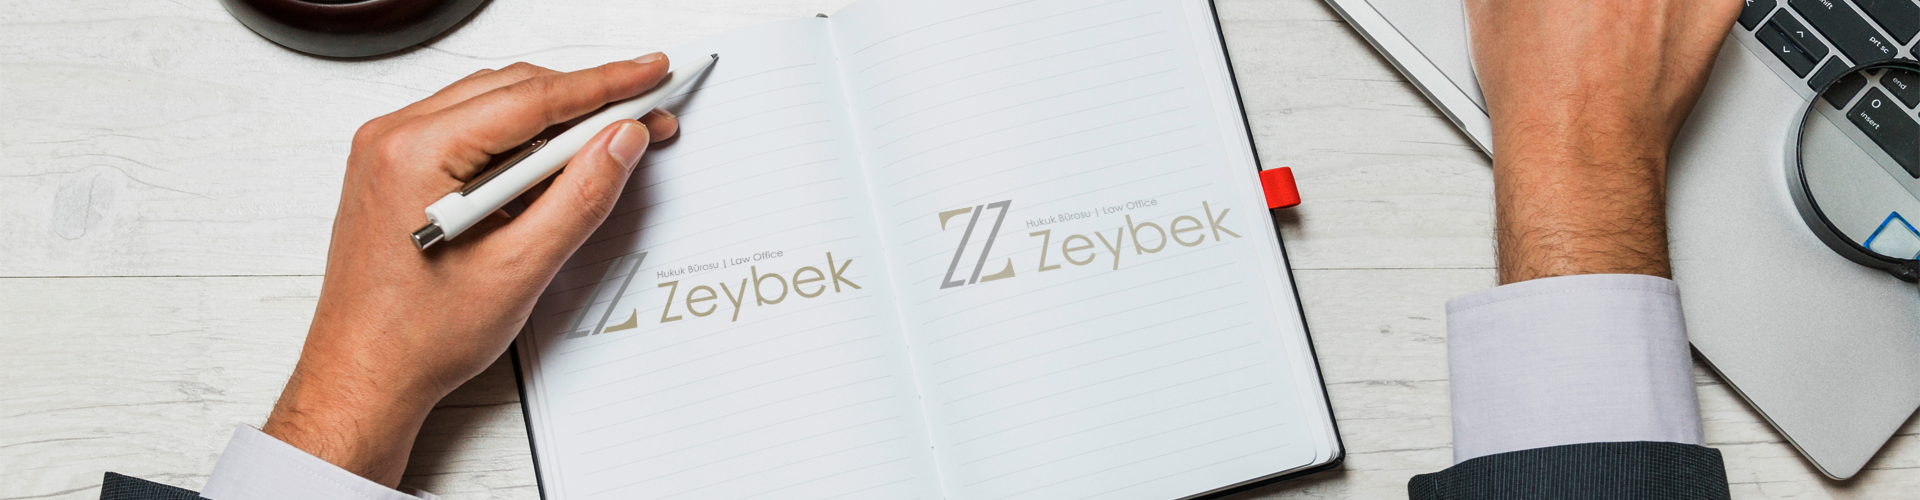 Hukuk Bürosu | Law Office
Zeybek
Hukuk Bürosu | Law Office
Zeybek
shift
prt sc
end
0
insert